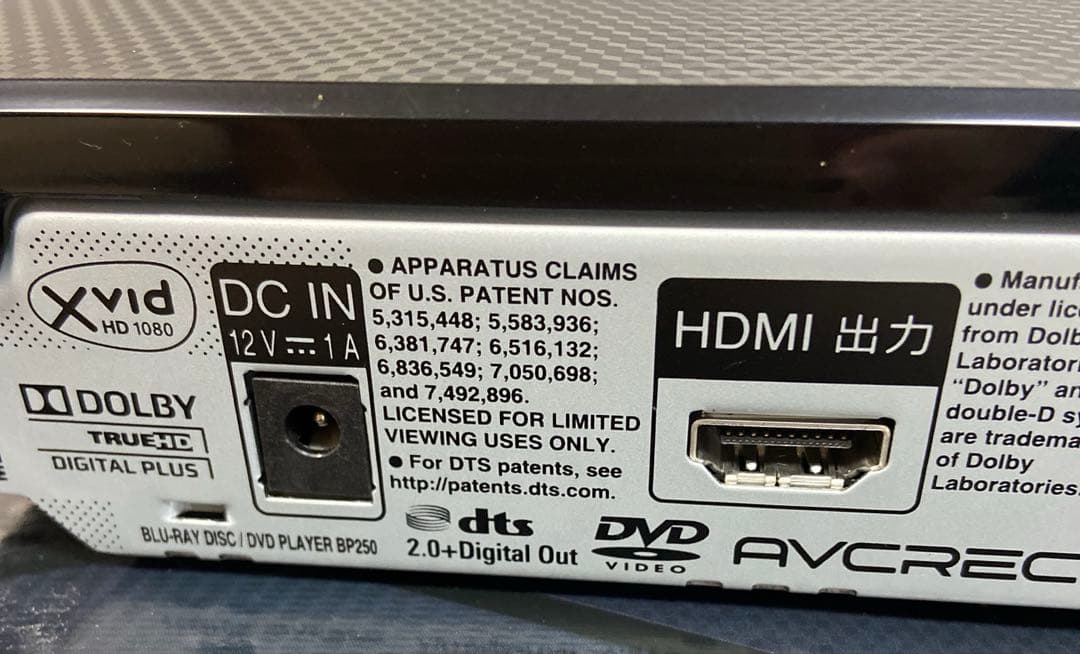 Xvid
HD 1080
DOLBY
TRUEHD
DIGITAL PLUS
BLU-RAY DISC / DVD PLAYER BP250
DC IN
12 V ⎓ 1 A
● APPARATUS CLAIMS
OF U.S. PATENT NOS.
5,315,448; 5,583,936;
6,381,747; 6,516,132;
6,836,549; 7,050,698;
and 7,492,896.
LICENSED FOR LIMITED
VIEWING USES ONLY.
● For DTS patents, see
http://patents.dts.com.
dts
2.0+Digital Out
DVD
VIDEO
AVCREC
HDMI 出力
● Manuf
under lic
from Dolb
Laborator
“Dolby” an
double-D sy
are tradema
of Dolby
Laboratories